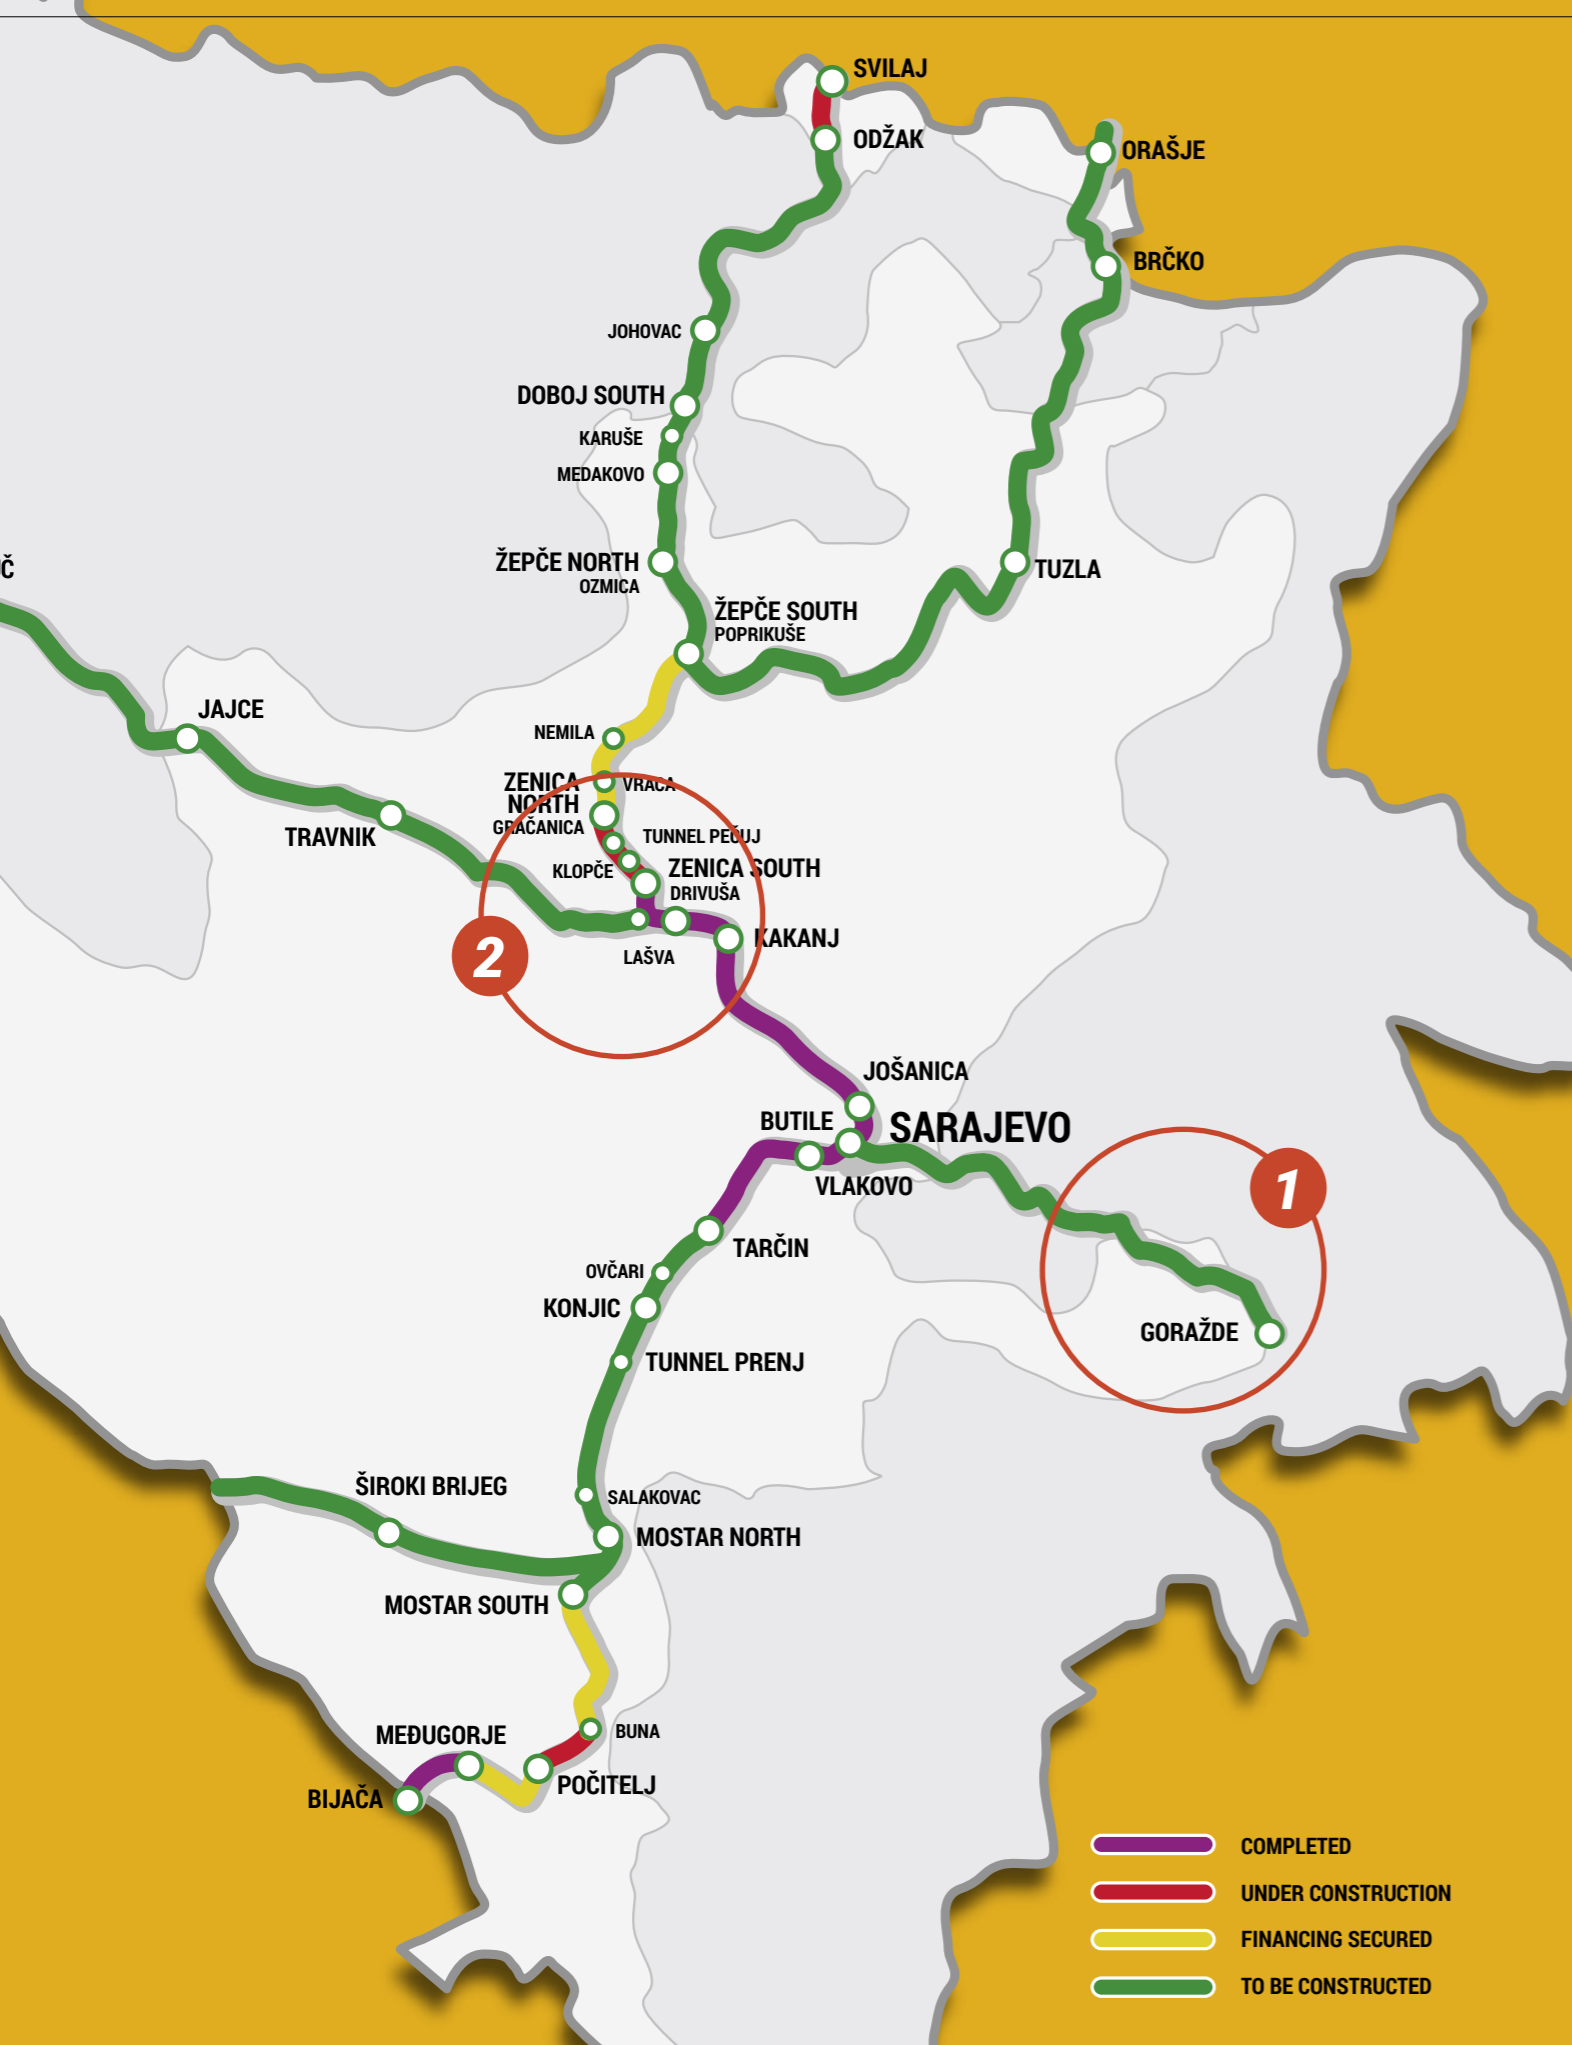 SVILAJ
ODŽAK
ORAŠJE
BRČKO
JOHOVAC
DOBOJ SOUTH
KARUŠE
MEDAKOVO
ŽEPČE NORTH
OZMICA
Č
TUZLA
ŽEPČE SOUTH
POPRIKUŠE
JAJCE
NEMILA
ZENICA
NORTH
VRACA
GRAČANICA
TRAVNIK
TUNNEL PEČUJ
KLOPČE
ZENICA SOUTH
DRIVUŠA
2
LAŠVA
KAKANJ
JOŠANICA
BUTILE
SARAJEVO
VLAKOVO
1
TARČIN
OVČARI
KONJIC
GORAŽDE
TUNNEL PRENJ
ŠIROKI BRIJEG
SALAKOVAC
MOSTAR NORTH
MOSTAR SOUTH
BUNA
MEĐUGORJE
POČITELJ
BIJAČA
COMPLETED
UNDER CONSTRUCTION
FINANCING SECURED
TO BE CONSTRUCTED